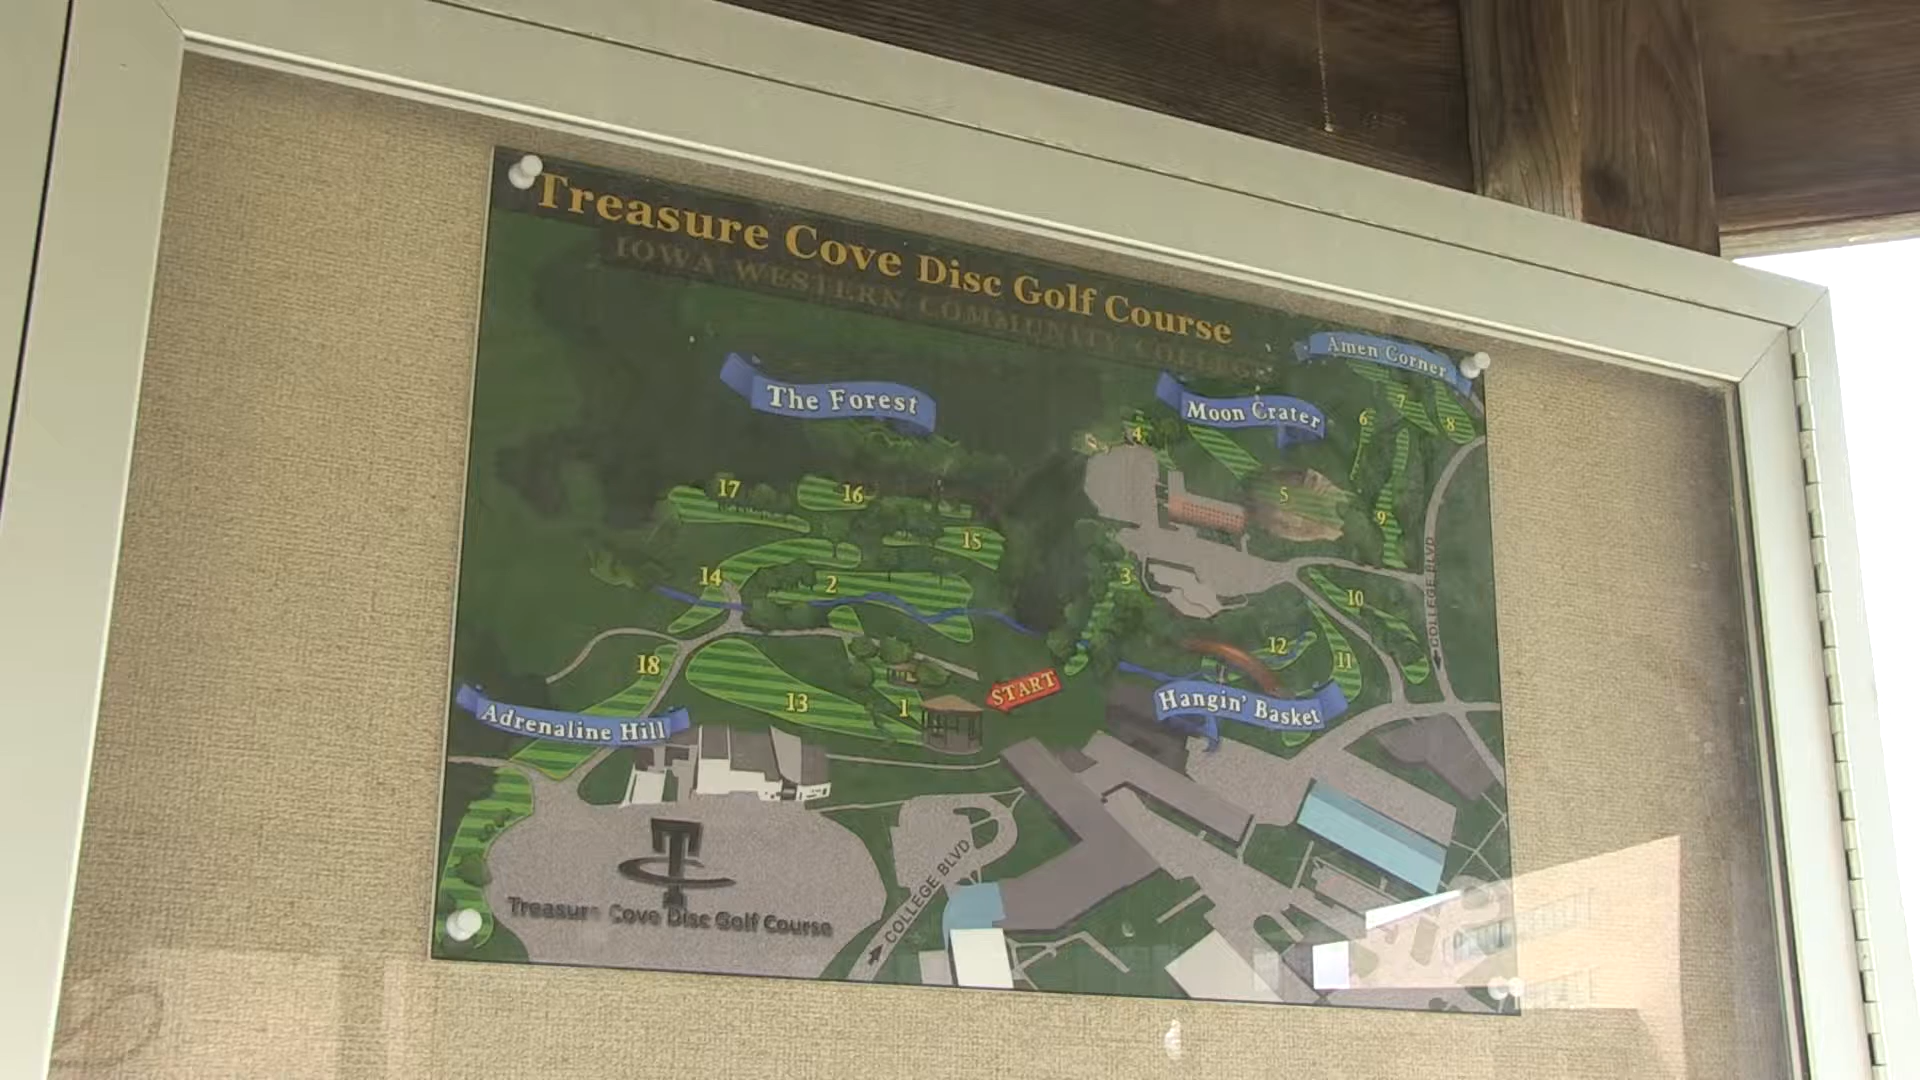 Treasure Cove Disc Golf Course
IOWA WESTERN COMMUNITY COLLEGE
Amen Corner
The Forest
Moon Crater
4
6
7
8
17
16
5
15
9
14
2
3
10
COLLEGE BLVD
18
12
11
13
1
START
Hangin' Basket
Adrenaline Hill
TC
Treasure Cove Disc Golf Course
COLLEGE BLVD